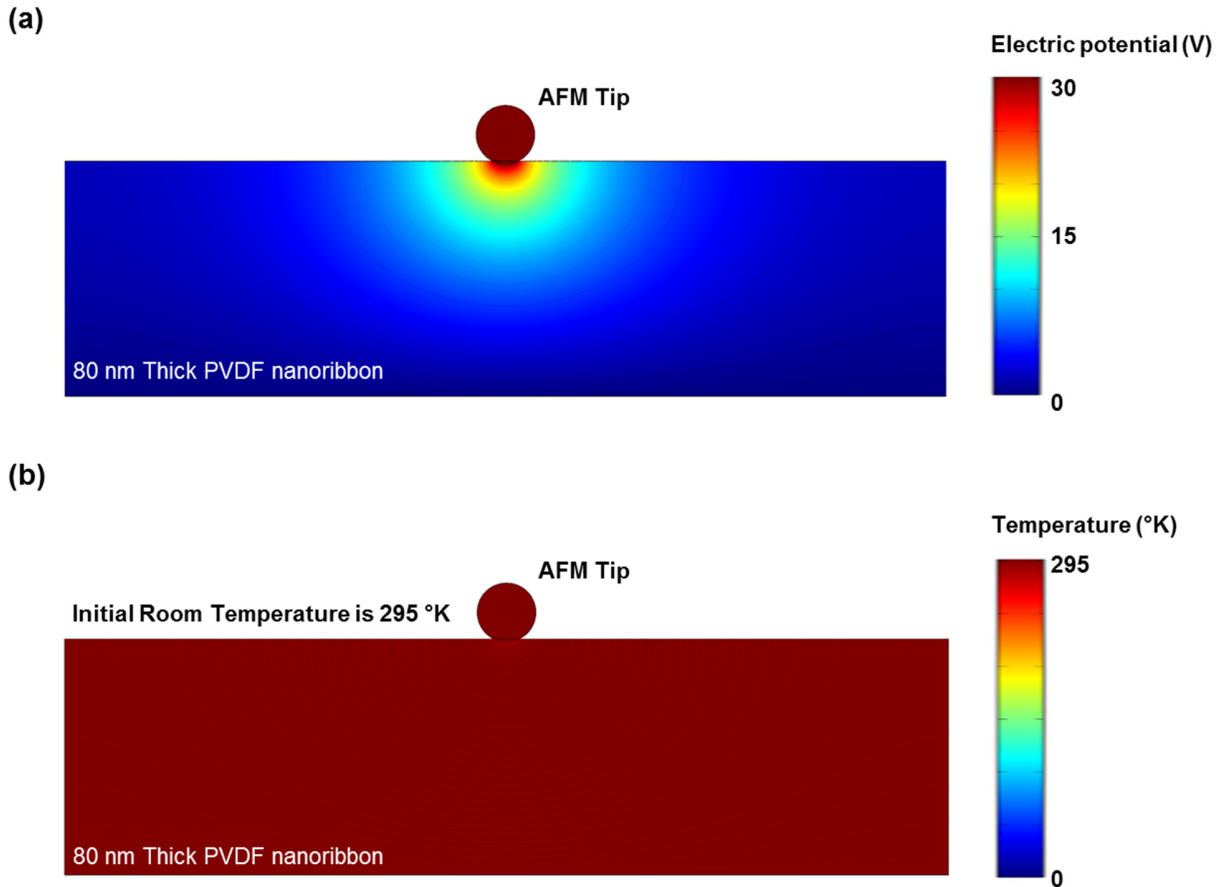 (a)
Electric potential (V)
30
15
0
AFM Tip
80 nm Thick PVDF nanoribbon
(b)
Temperature (°K)
295
0
AFM Tip
Initial Room Temperature is 295 °K
80 nm Thick PVDF nanoribbon